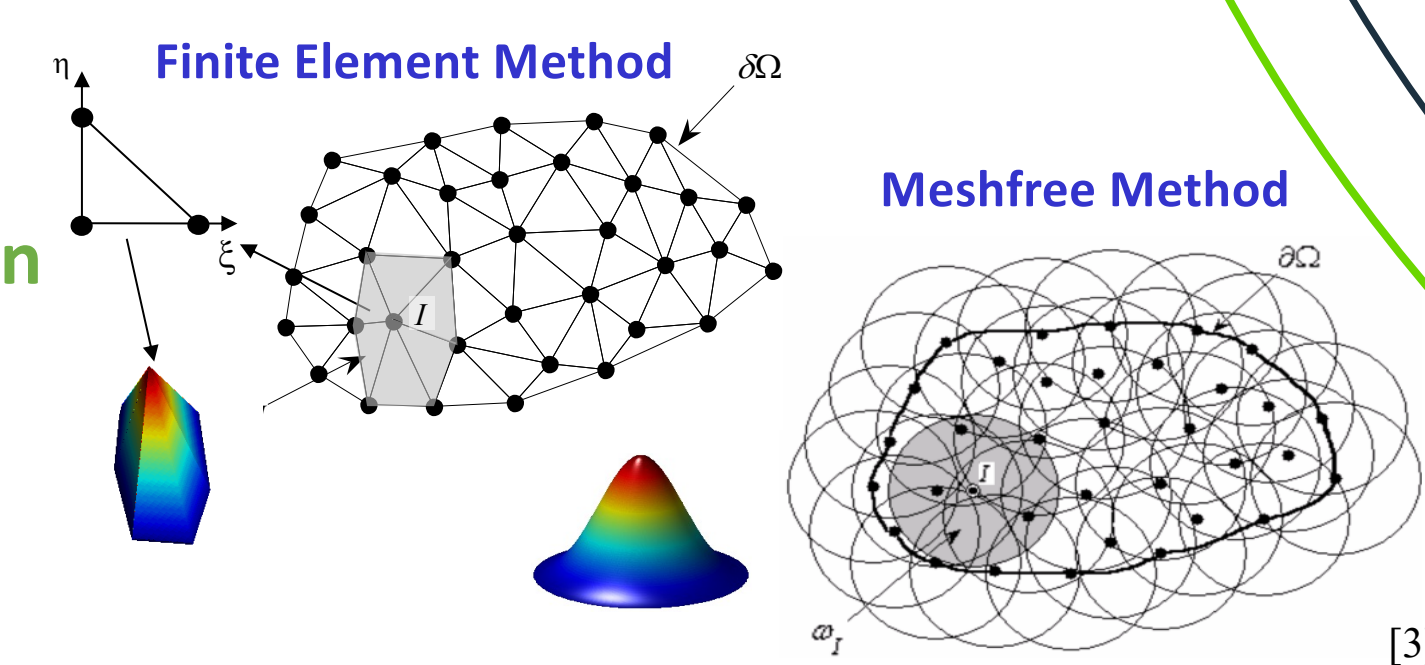 Finite Element Method
η
δΩ
ξ
I
n
Meshfree Method
∂Ω
I
ω_I
[3